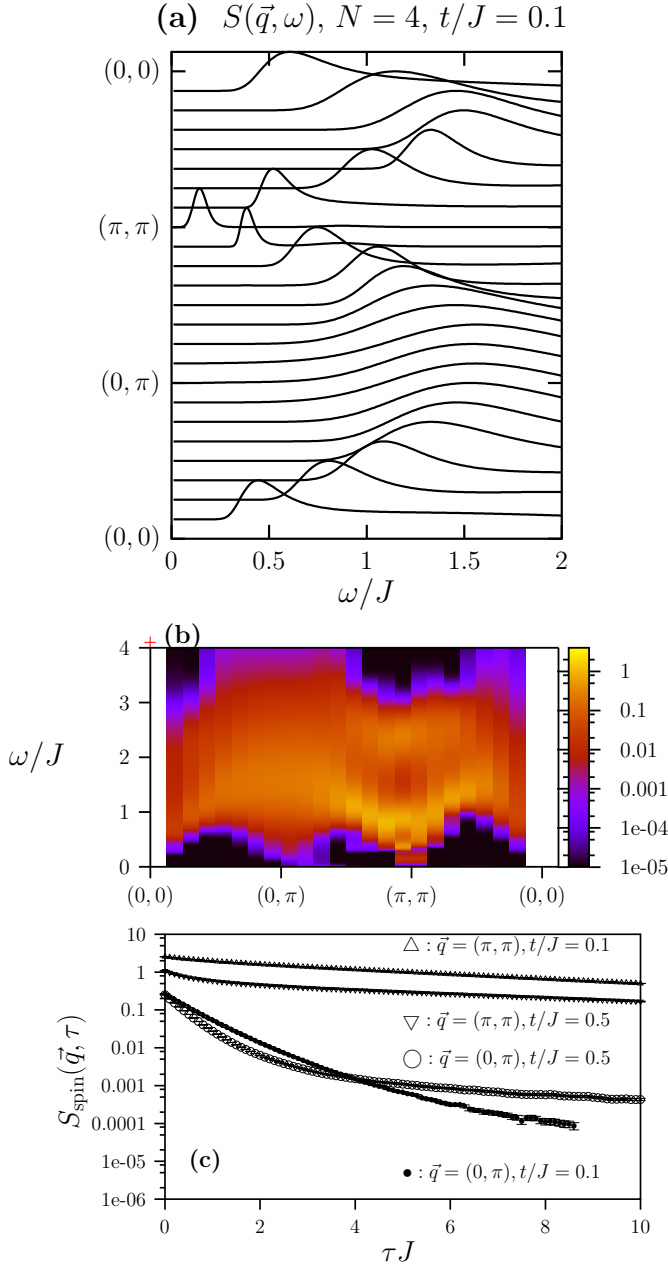 (a) S(q⃗, ω), N = 4, t/J = 0.1
(0, 0)
(π, π)
(0, π)
(0, 0)
0 0.5 1 1.5 2
ω/J
(b)
4
3
2
1
0
ω/J
1
0.1
0.01
0.001
1e-04
1e-05
(0, 0) (0, π) (π, π) (0, 0)
10
1
0.1
0.01
0.001
0.0001
1e-05
1e-06
S_spin(q⃗, τ)
△ : q⃗ = (π, π), t/J = 0.1
▽ : q⃗ = (π, π), t/J = 0.5
○ : q⃗ = (0, π), t/J = 0.5
(c)
• : q⃗ = (0, π), t/J = 0.1
0 2 4 6 8 10
τJ